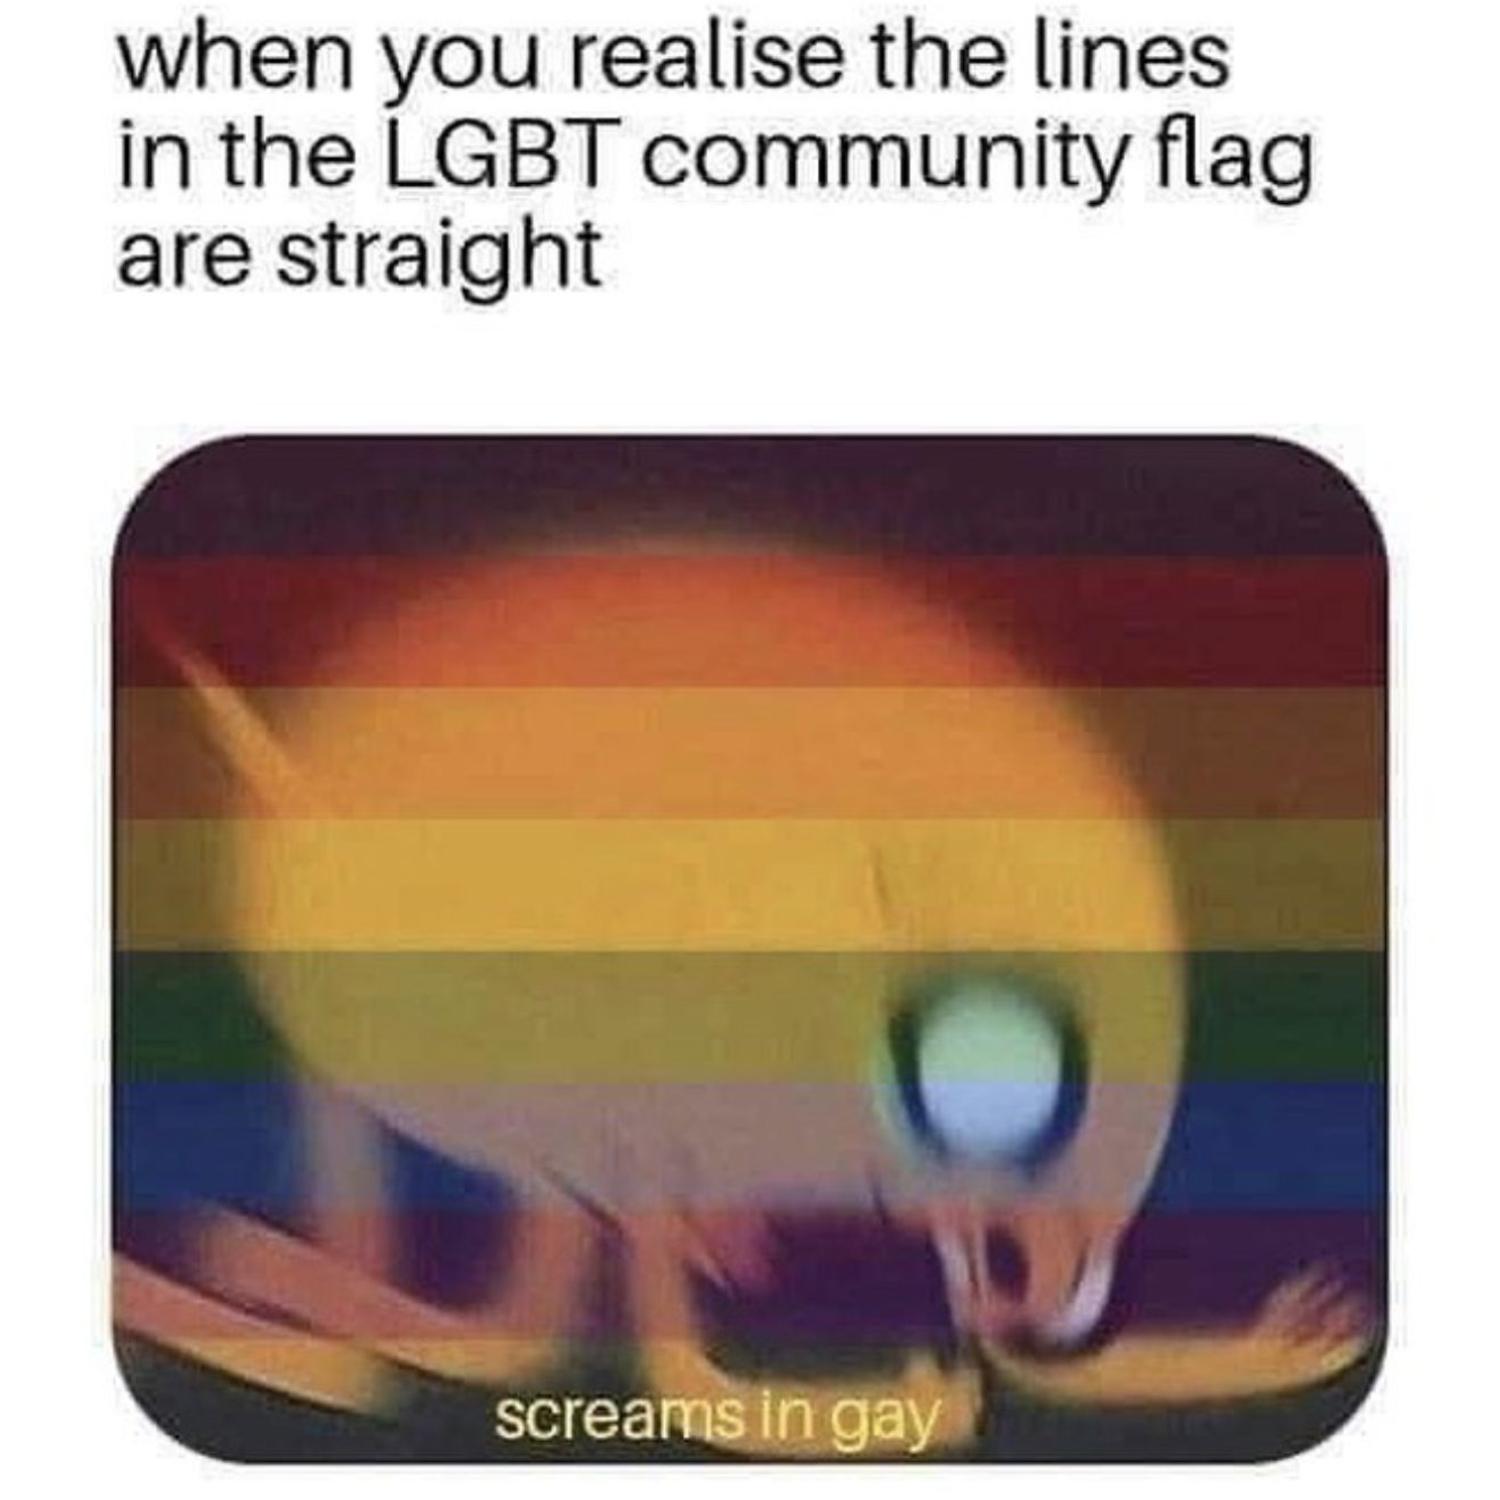 when you realise the lines
in the LGBT community flag
are straight
screams in gay